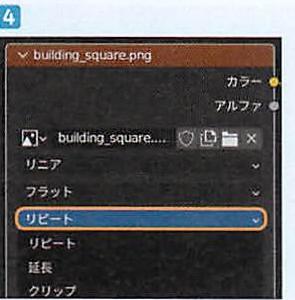 4
building_square.png
カラー
アルファ
building_square....
リニア
フラット
リピート
リピート
延長
クリップ